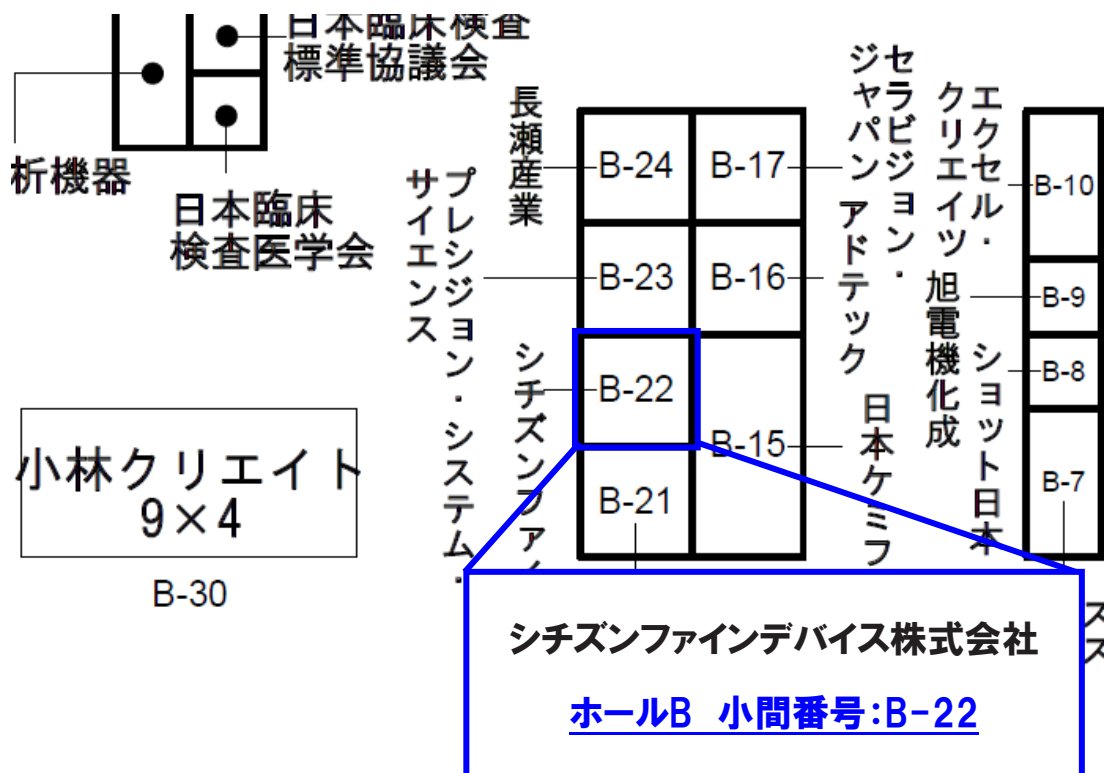 日本臨床検査
標準協議会
析機器
日本臨床
検査医学会
小林クリエイト
9×4
B-30
プレシジョン・システム・
サイエンス
長瀬産業
シチズンファイ
B-24
B-17
B-23
B-16
B-22
B-15
B-21
セラビジョン・
ジャパン
アドテック
日本ケミフ
エクセル・
クリエイツ
旭電機化成
ショット日本
B-10
B-9
B-8
B-7
シチズンファインデバイス株式会社
ホールB 小間番号:B-22